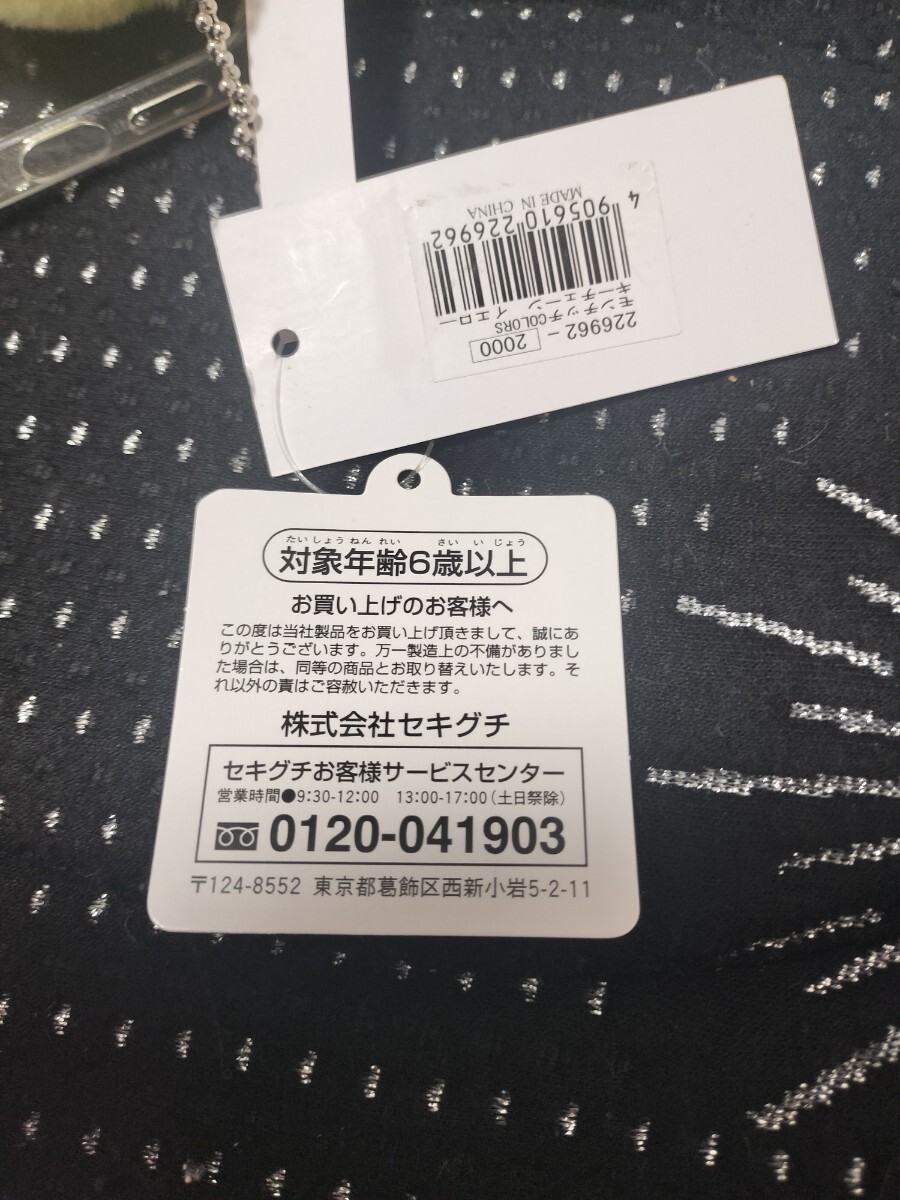 226962-
2000
モンチッチCOLORS
キーチェーン イエロー
4 905610 226962
MADE IN CHINA
たいしょうねんれい さいいじょう
対象年齢6歳以上
お買い上げのお客様へ
この度は当社製品をお買い上げ頂きまして、誠にあ
りがとうございます。万一製造上の不備がありまし
た場合は、同等の商品とお取り替えいたします。そ
れ以外の責はご容赦いただきます。
株式会社セキグチ
セキグチお客様サービスセンター
営業時間●9:30-12:00 13:00-17:00(土日祭除)
0120-041903
〒124-8552 東京都葛飾区西新小岩5-2-11